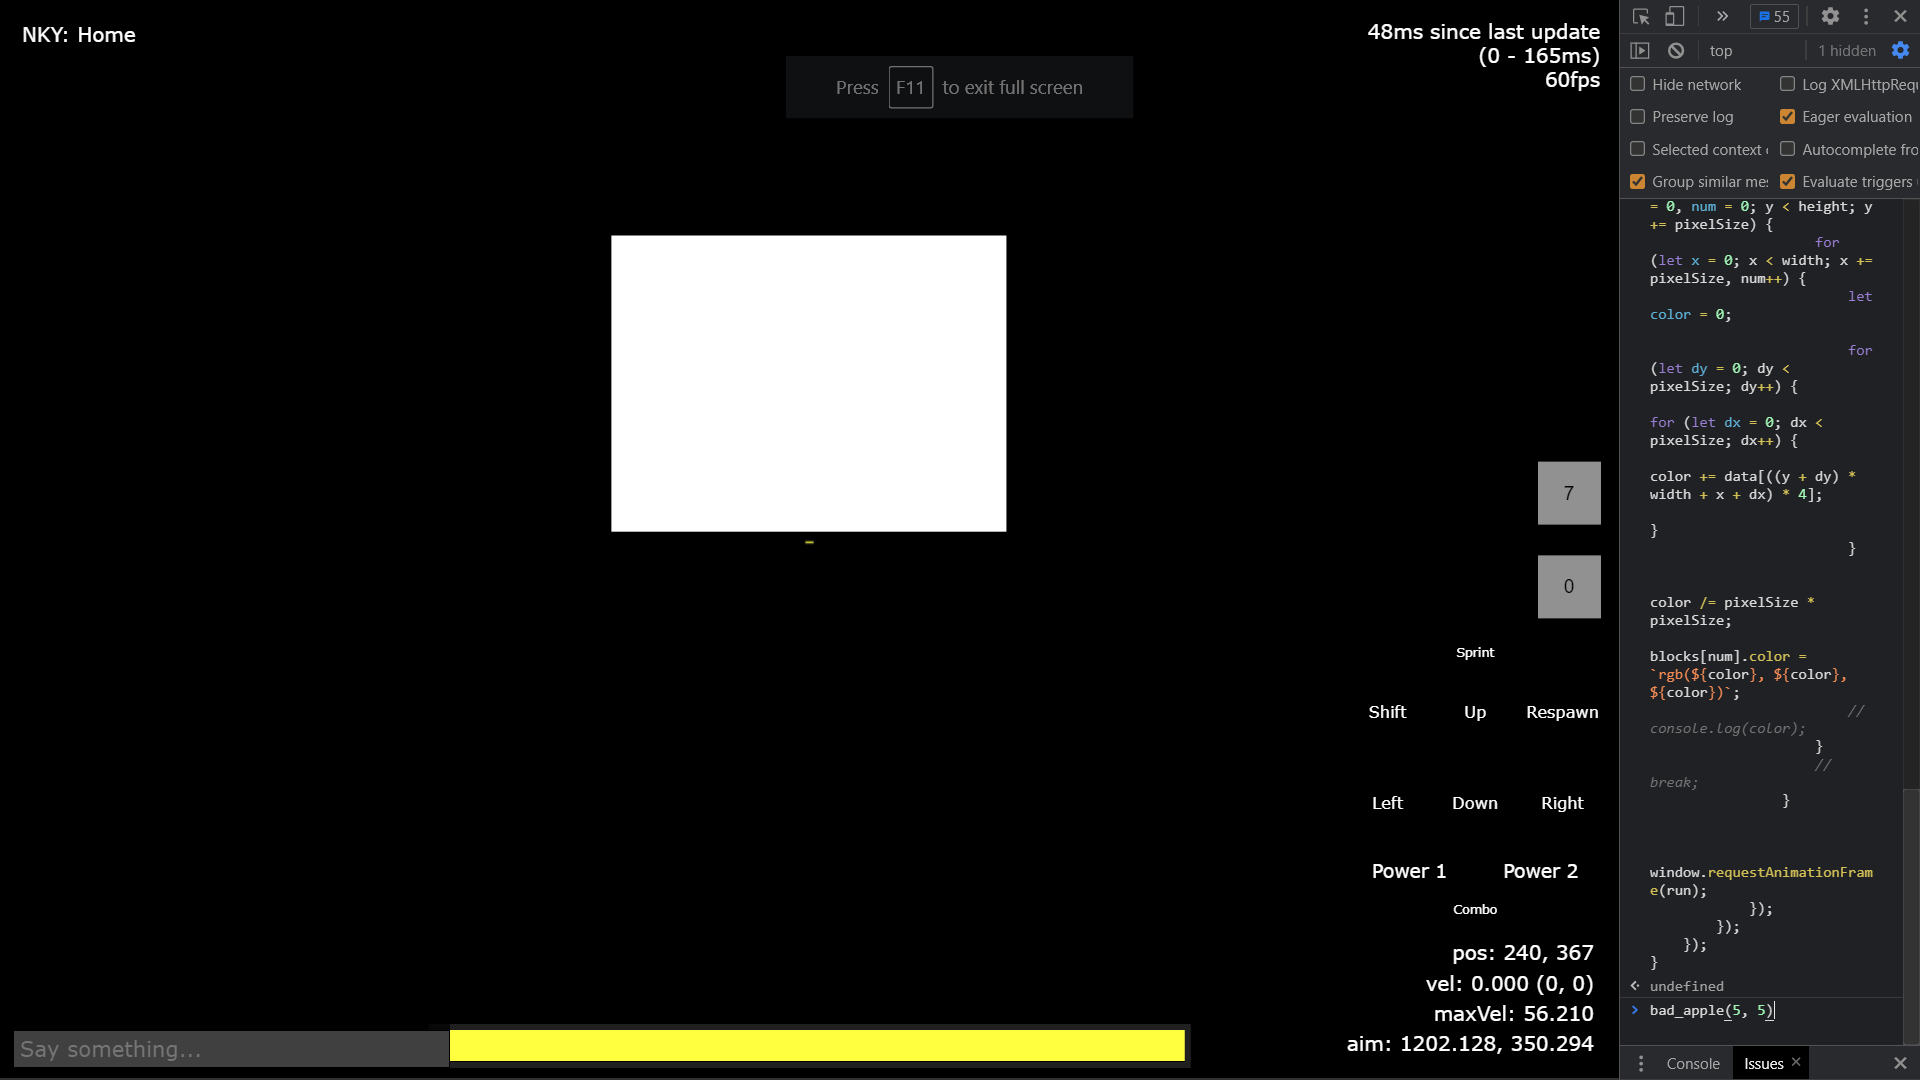 NKY: Home
48ms since last update
(0 - 165ms)
60fps
Press F11 to exit full screen
7
0
Sprint
Shift Up Respawn
Left Down Right
Power 1 Power 2
Combo
pos: 240, 367
vel: 0.000 (0, 0)
maxVel: 56.210
aim: 1202.128, 350.294
Say something...
55
top
1 hidden
Hide network
Log XMLHttpRequ
Preserve log
Eager evaluation
Selected context
Autocomplete fro
Group similar mes
Evaluate triggers
= 0, num = 0; y < height; y
+= pixelSize) {
for
(let x = 0; x < width; x +=
pixelSize, num++) {
let
color = 0;
for
(let dy = 0; dy <
pixelSize; dy++) {
for (let dx = 0; dx <
pixelSize; dx++) {
color += data[((y + dy) *
width + x + dx) * 4];
}
}
color /= pixelSize *
pixelSize;
blocks[num].color =
`rgb(${color}, ${color},
${color})`;
//
console.log(color);
}
//
break;
}
window.requestAnimationFram
e(run);
});
});
});
}
undefined
bad_apple(5, 5)
Console
Issues